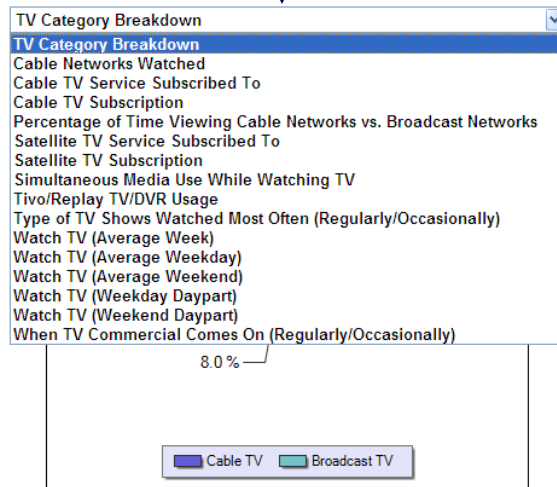 TV Category Breakdown
TV Category Breakdown
Cable Networks Watched
Cable TV Service Subscribed To
Cable TV Subscription
Percentage of Time Viewing Cable Networks vs. Broadcast Networks
Satellite TV Service Subscribed To
Satellite TV Subscription
Simultaneous Media Use While Watching TV
Tivo/Replay TV/DVR Usage
Type of TV Shows Watched Most Often (Regularly/Occasionally)
Watch TV (Average Week)
Watch TV (Average Weekday)
Watch TV (Average Weekend)
Watch TV (Weekday Daypart)
Watch TV (Weekend Daypart)
When TV Commercial Comes On (Regularly/Occasionally)
8.0 %
Cable TV Broadcast TV